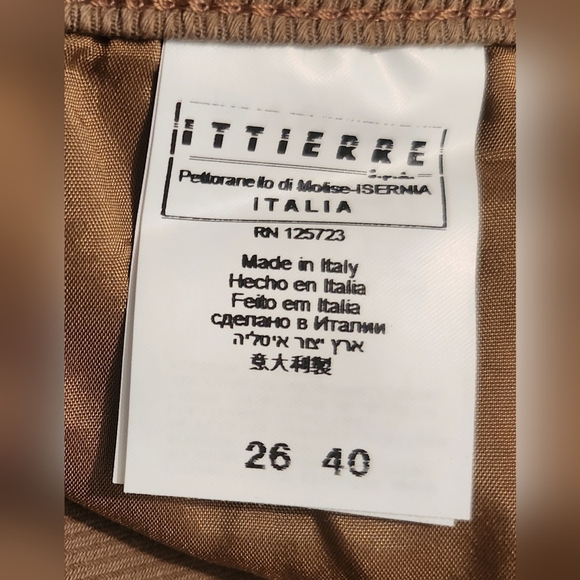 ITTIERRE
S.p.A.
Pettoranello di Molise-ISERNIA
ITALIA
RN 125723
Made in Italy
Hecho en Italia
Feito em Italia
сделано в Италии
ארץ ייצור איטליה
意大利製
26 40